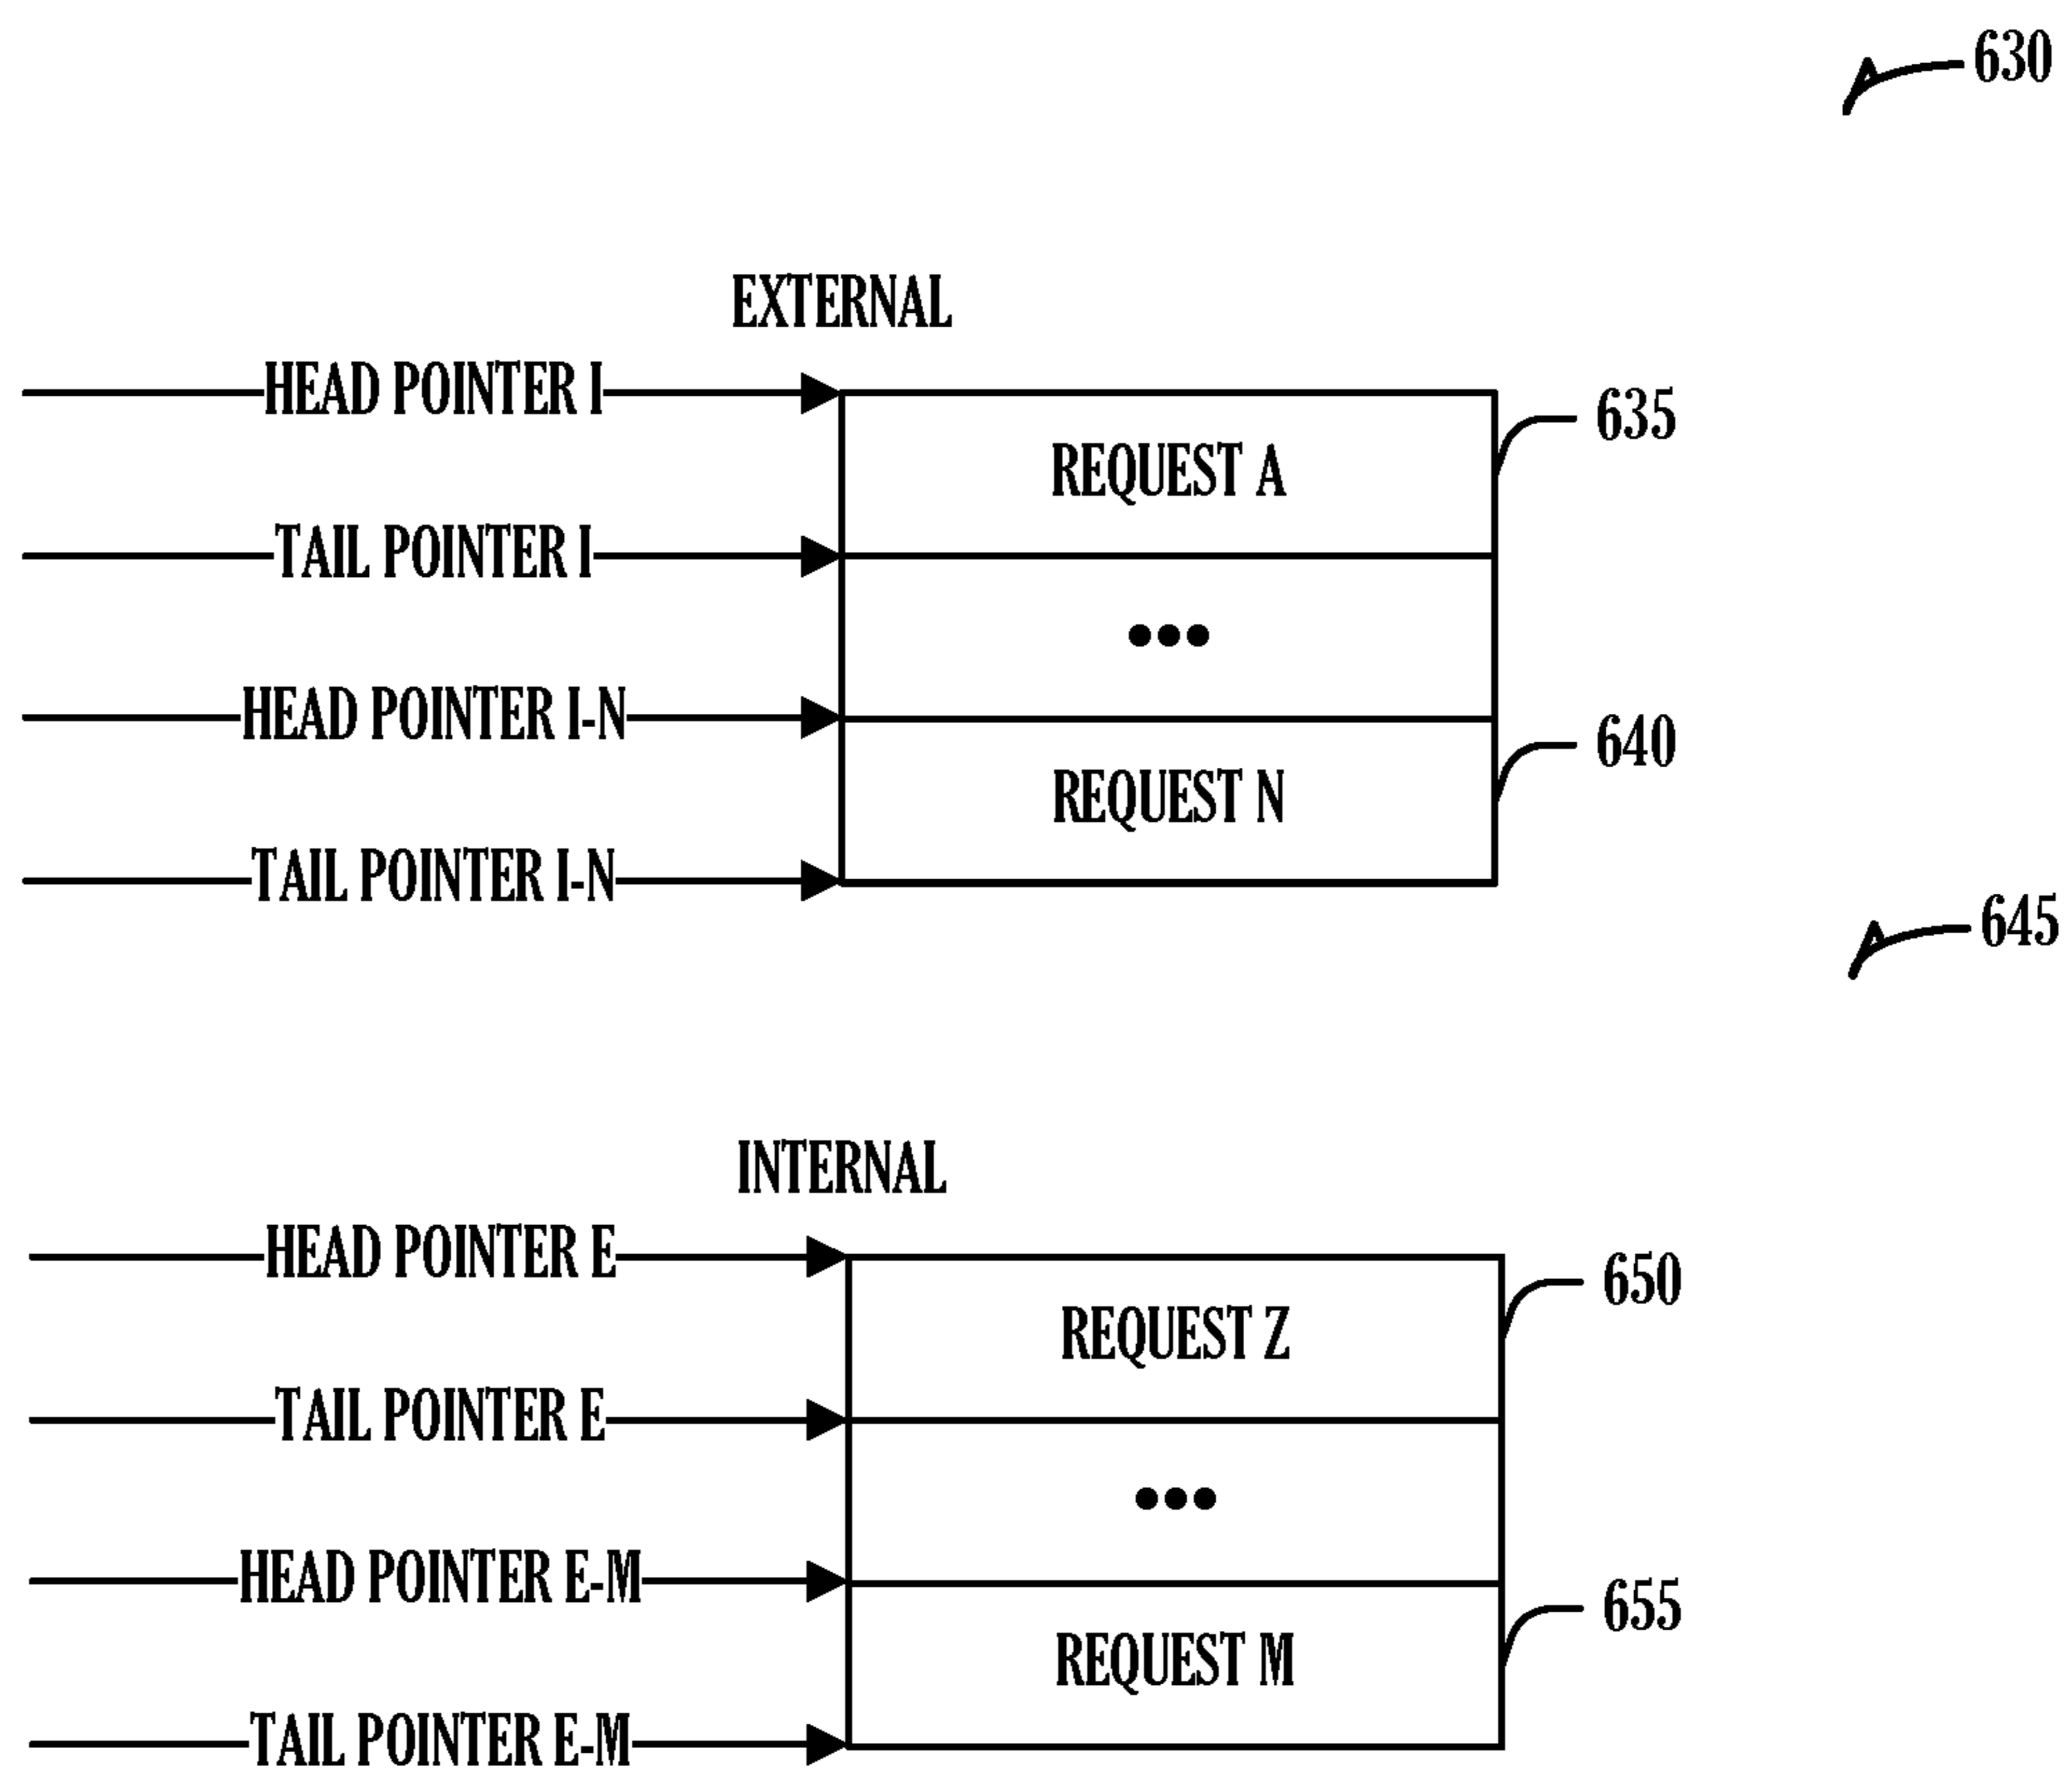 630
EXTERNAL
HEAD POINTER I
635
REQUEST A
TAIL POINTER I
HEAD POINTER I-N
640
REQUEST N
TAIL POINTER I-N
645
INTERNAL
HEAD POINTER E
650
REQUEST Z
TAIL POINTER E
HEAD POINTER E-M
655
REQUEST M
TAIL POINTER E-M